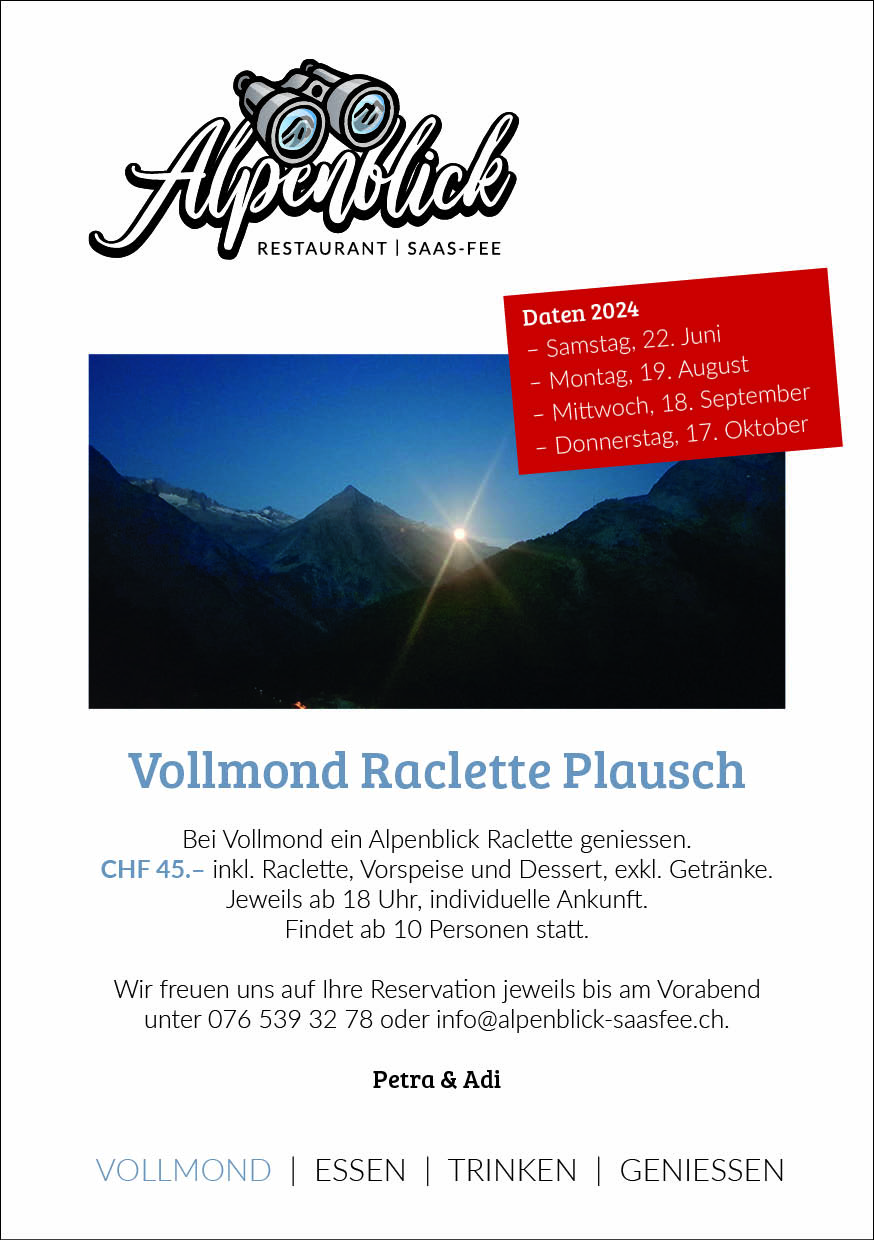 Alpenblick
RESTAURANT | SAAS-FEE
Daten 2024
– Samstag, 22. Juni
– Montag, 19. August
– Mittwoch, 18. September
– Donnerstag, 17. Oktober
Vollmond Raclette Plausch
Bei Vollmond ein Alpenblick Raclette geniessen.
CHF 45.– inkl. Raclette, Vorspeise und Dessert, exkl. Getränke.
Jeweils ab 18 Uhr, individuelle Ankunft.
Findet ab 10 Personen statt.
Wir freuen uns auf Ihre Reservation jeweils bis am Vorabend
unter 076 539 32 78 oder info@alpenblick-saasfee.ch.
Petra & Adi
VOLLMOND | ESSEN | TRINKEN | GENIESSEN